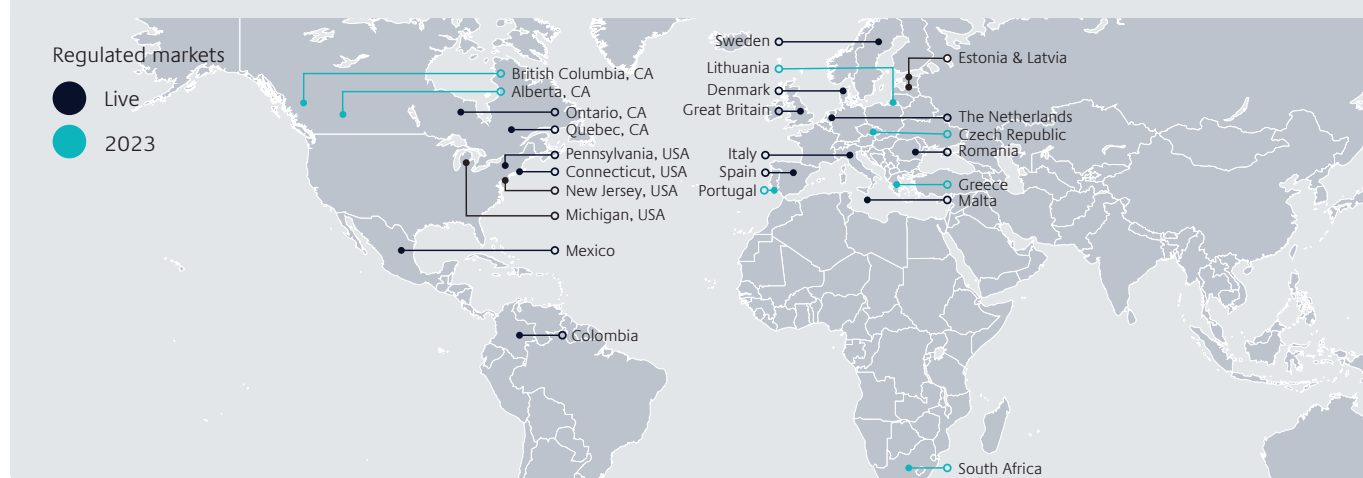 Regulated markets
Live
2023
British Columbia, CA
Alberta, CA
Ontario, CA
Quebec, CA
Pennsylvania, USA
Connecticut, USA
New Jersey, USA
Michigan, USA
Mexico
Colombia
Sweden
Lithuania
Denmark
Great Britain
Italy
Spain
Portugal
Estonia & Latvia
The Netherlands
Czech Republic
Romania
Greece
Malta
South Africa